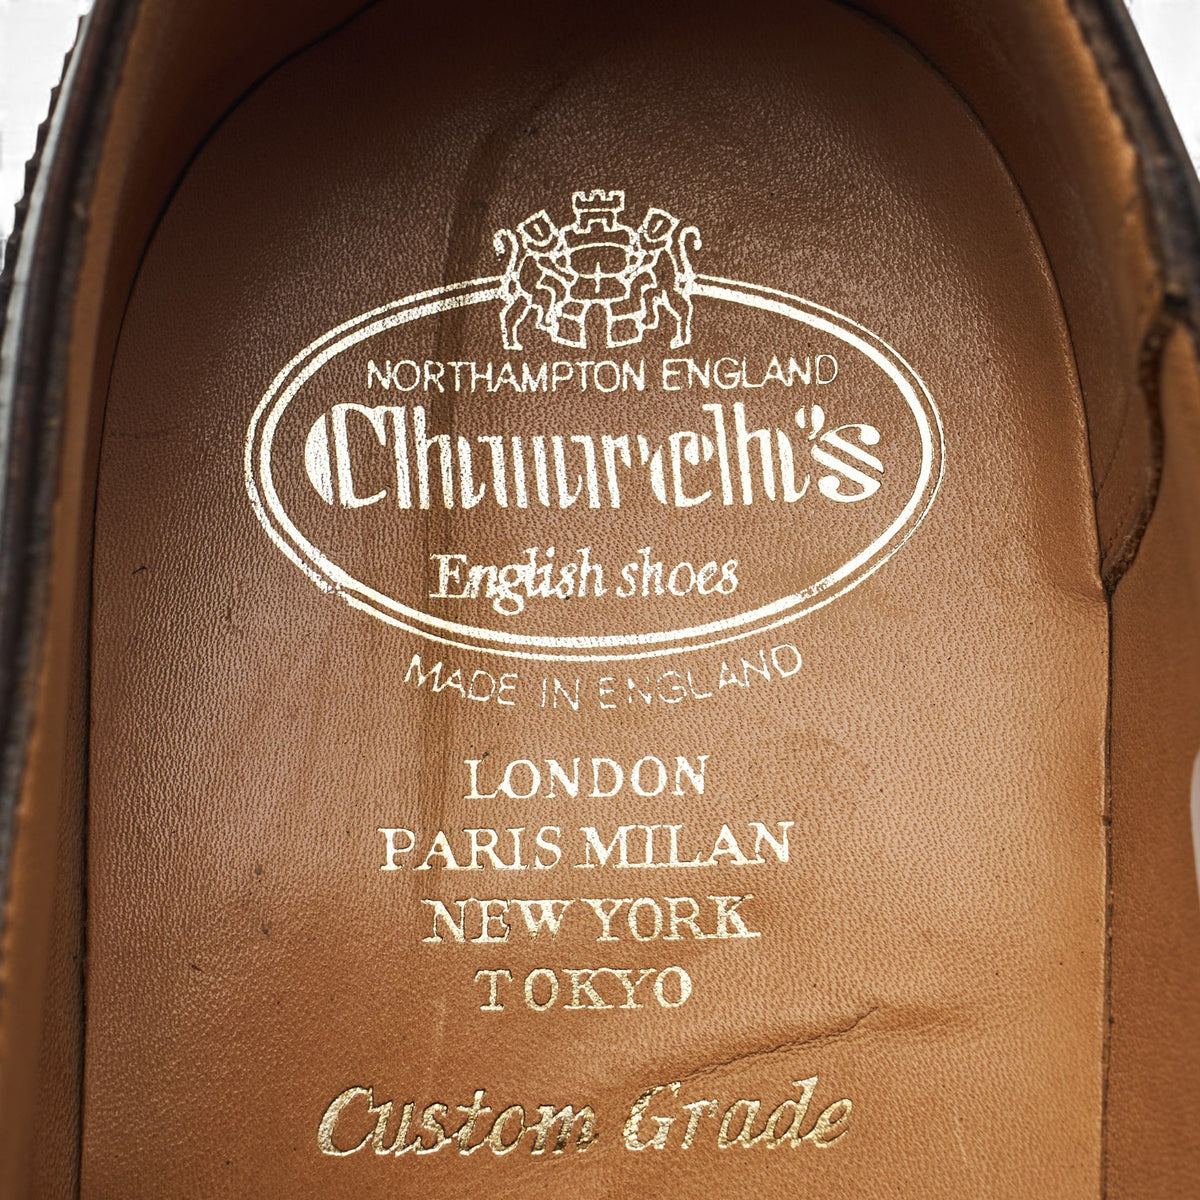 NORTHAMPTON ENGLAND
Church's
English shoes
MADE IN ENGLAND
LONDON
PARIS MILAN
NEW YORK
TOKYO
Custom Grade